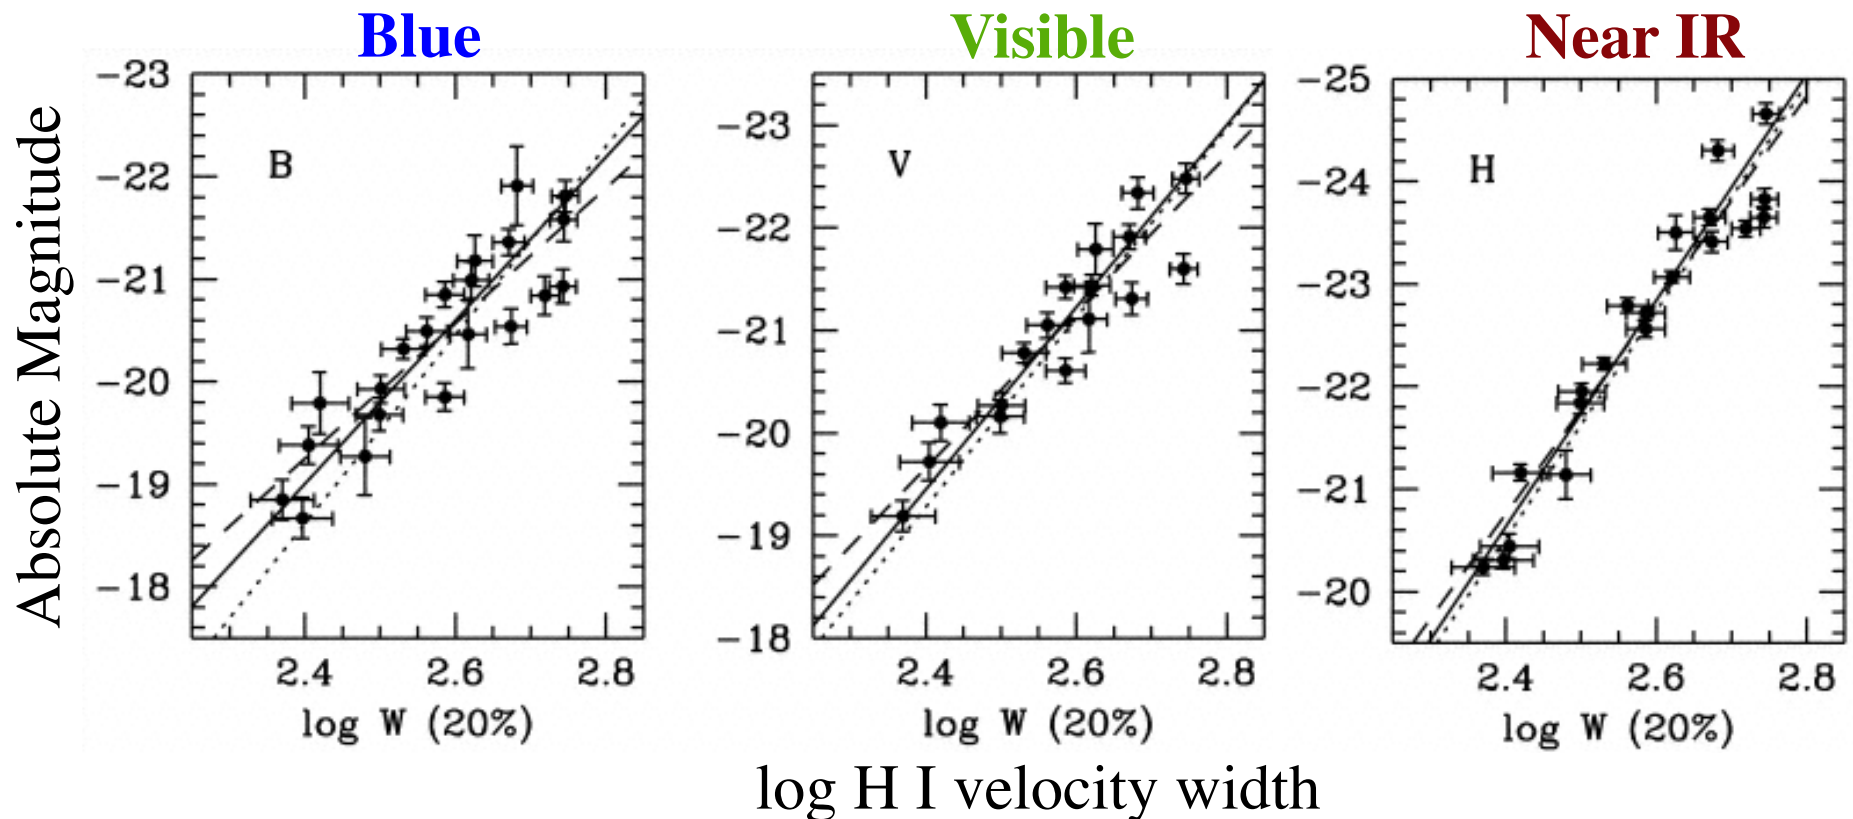 Blue
Visible
Near IR
Absolute Magnitude
−23
−22
−21
−20
−19
−18
B
2.4 2.6 2.8
log W (20%)
−23
−22
−21
−20
−19
−18
V
2.4 2.6 2.8
log W (20%)
−25
−24
−23
−22
−21
−20
H
2.4 2.6 2.8
log W (20%)
log H I velocity width